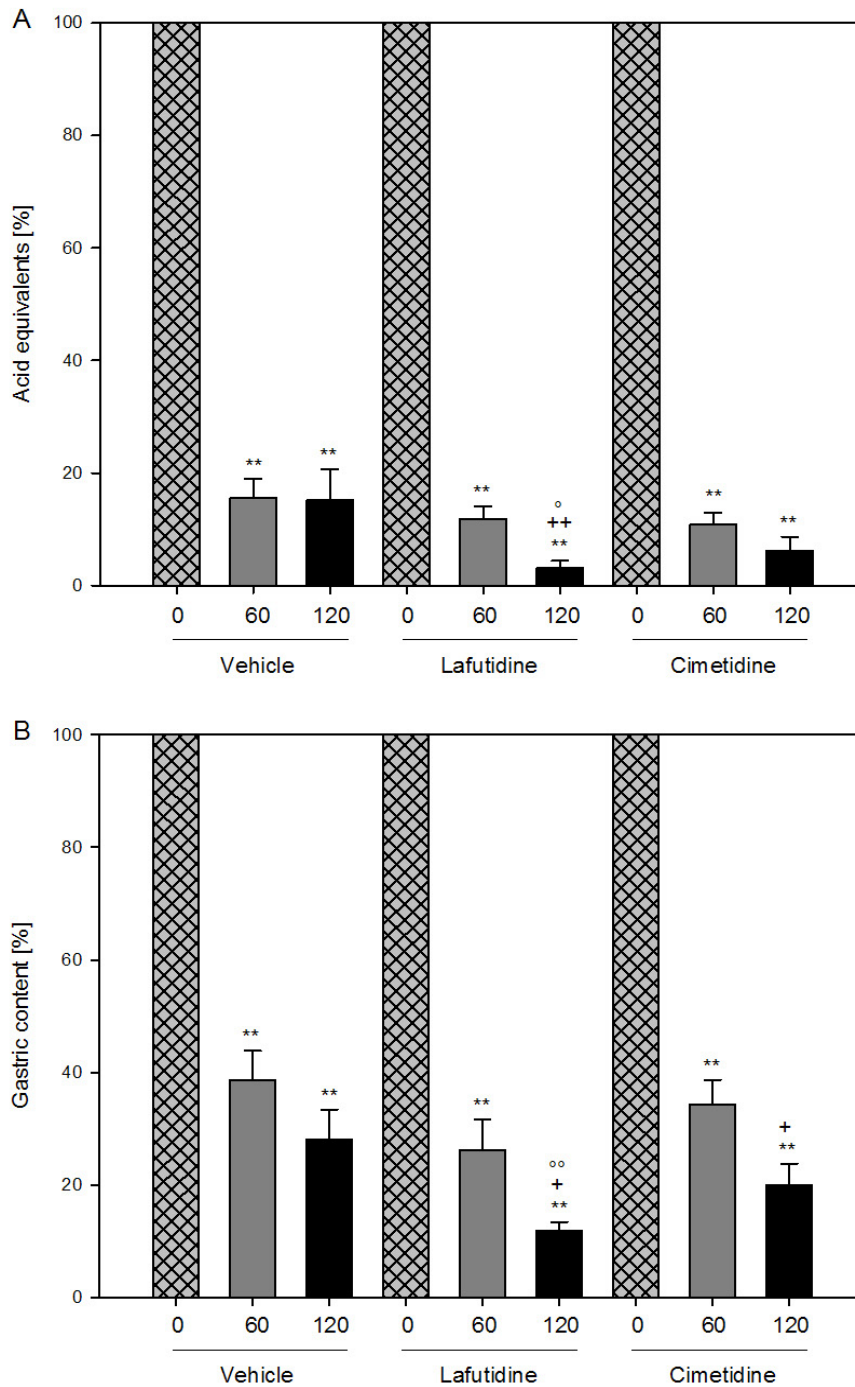 A
100
80
60
40
20
0
Acid equivalents [%]
** ** ** ° ++ ** ** **
0 60 120 0 60 120 0 60 120
Vehicle Lafutidine Cimetidine
B
100
80
60
40
20
0
Gastric content [%]
** ** ** °° + ** ** + **
0 60 120 0 60 120 0 60 120
Vehicle Lafutidine Cimetidine